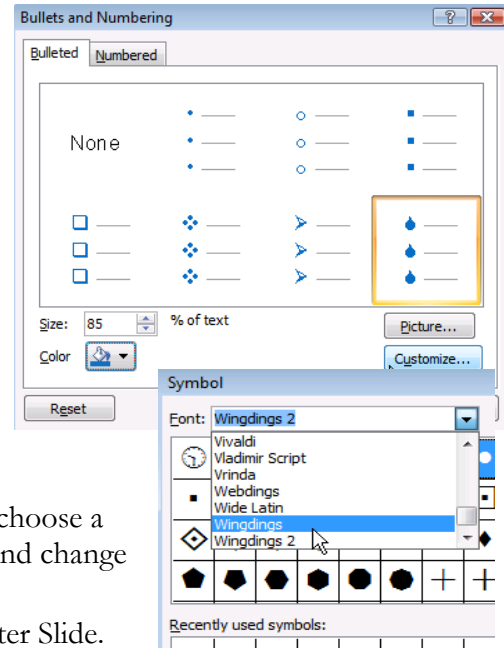 Bullets and Numbering
Bulleted Numbered
None
Size: 85 % of text
Picture...
Color
Customize...
Reset
Symbol
Font: Wingdings 2
Vivaldi
Vladimir Script
Vrinda
Webdings
Wide Latin
Wingdings
Wingdings 2
Recently used symbols:
choose a
nd change
ter Slide.